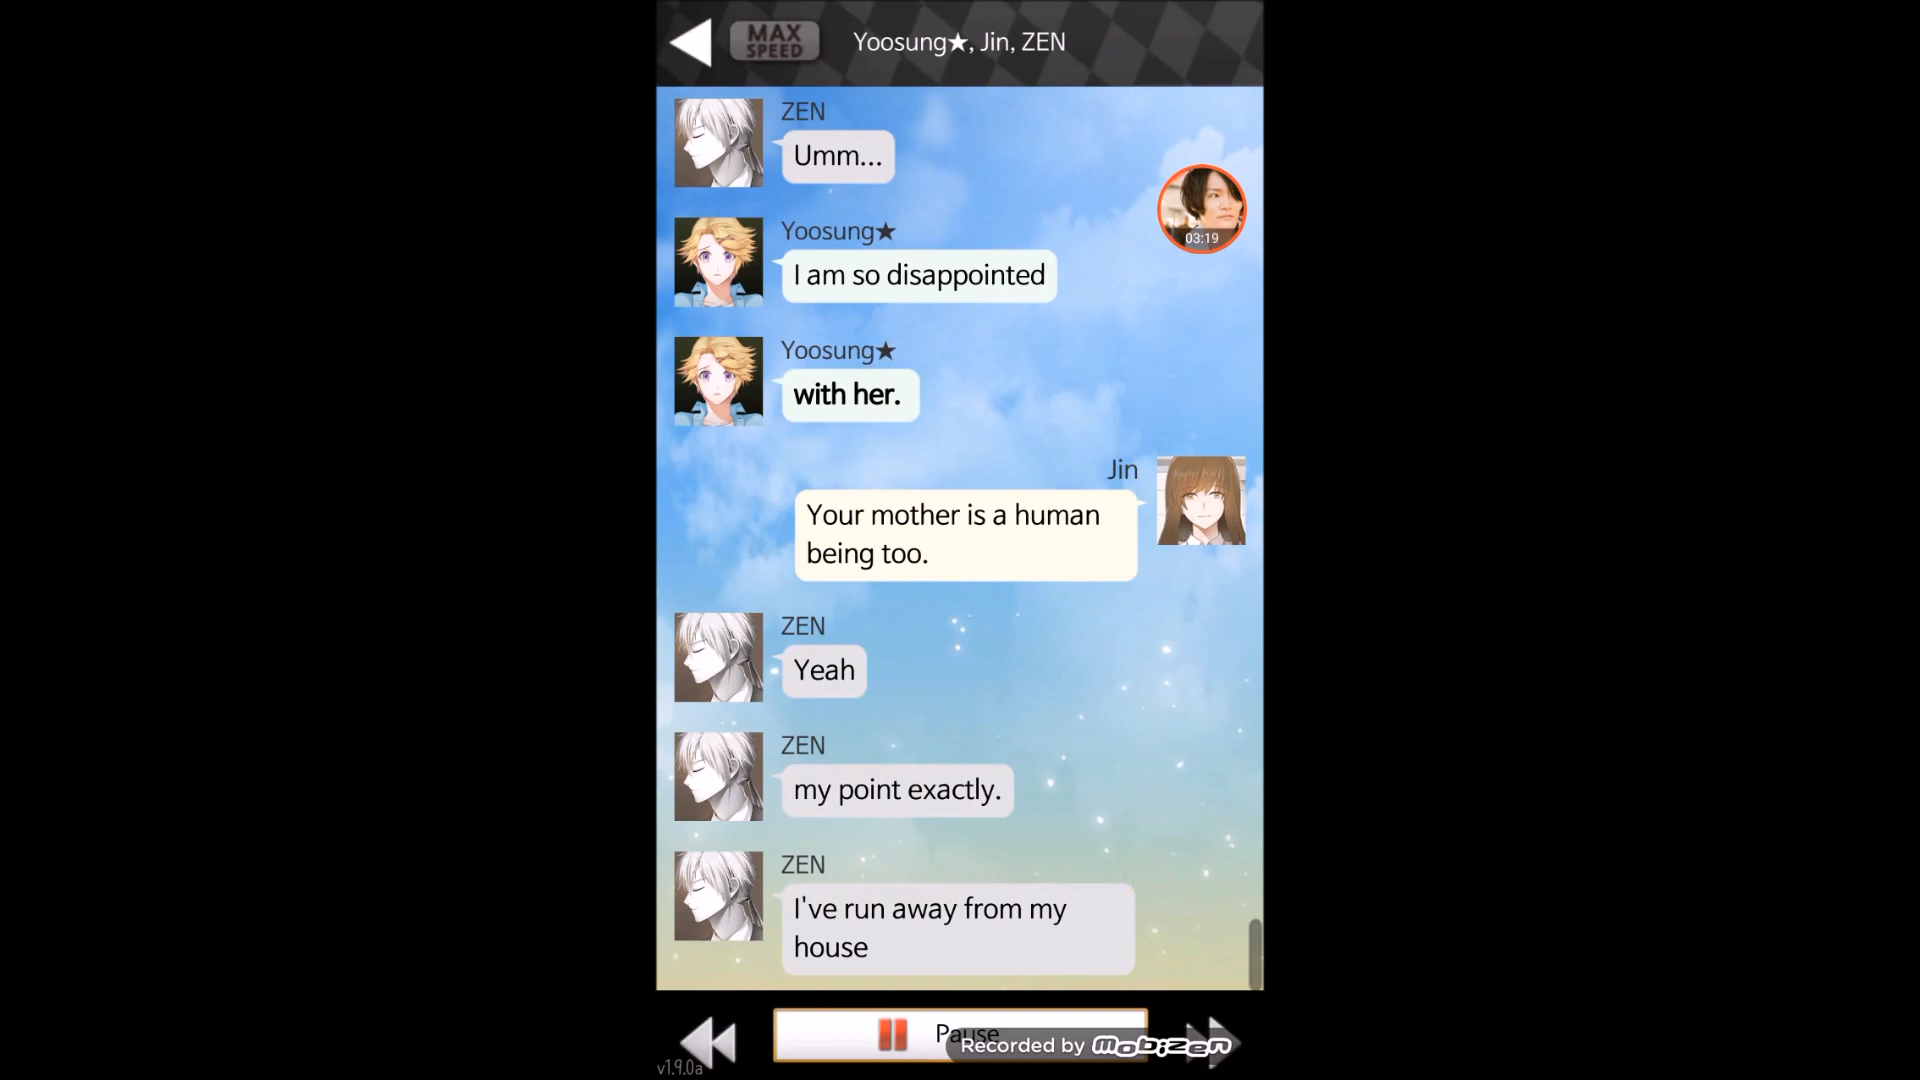 MAX
SPEED
Yoosung★, Jin, ZEN
ZEN
Umm...
03:19
Yoosung★
I am so disappointed
Yoosung★
with her.
Jin
Your mother is a human
being too.
ZEN
Yeah
ZEN
my point exactly.
ZEN
I've run away from my
house
Pause
Recorded by Mobizen
v1.9.0a